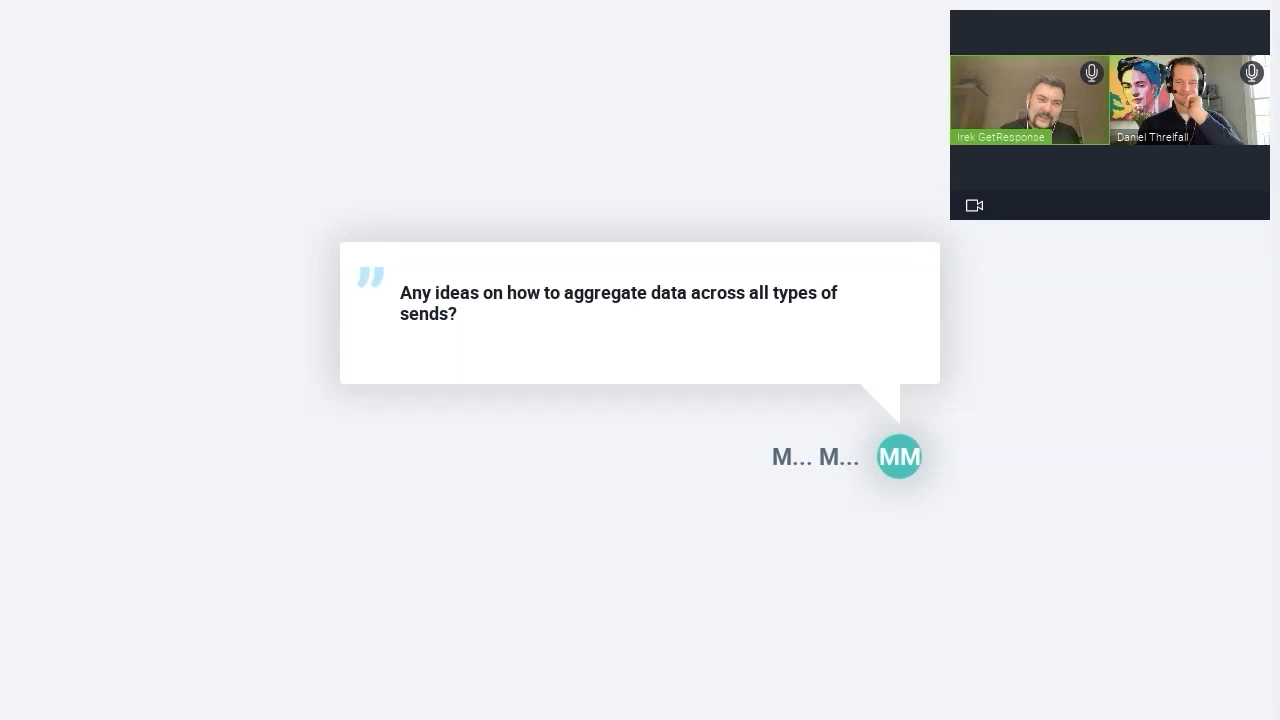 Irek GetResponse
Daniel Threlfall
Any ideas on how to aggregate data across all types of
sends?
M... M...
MM